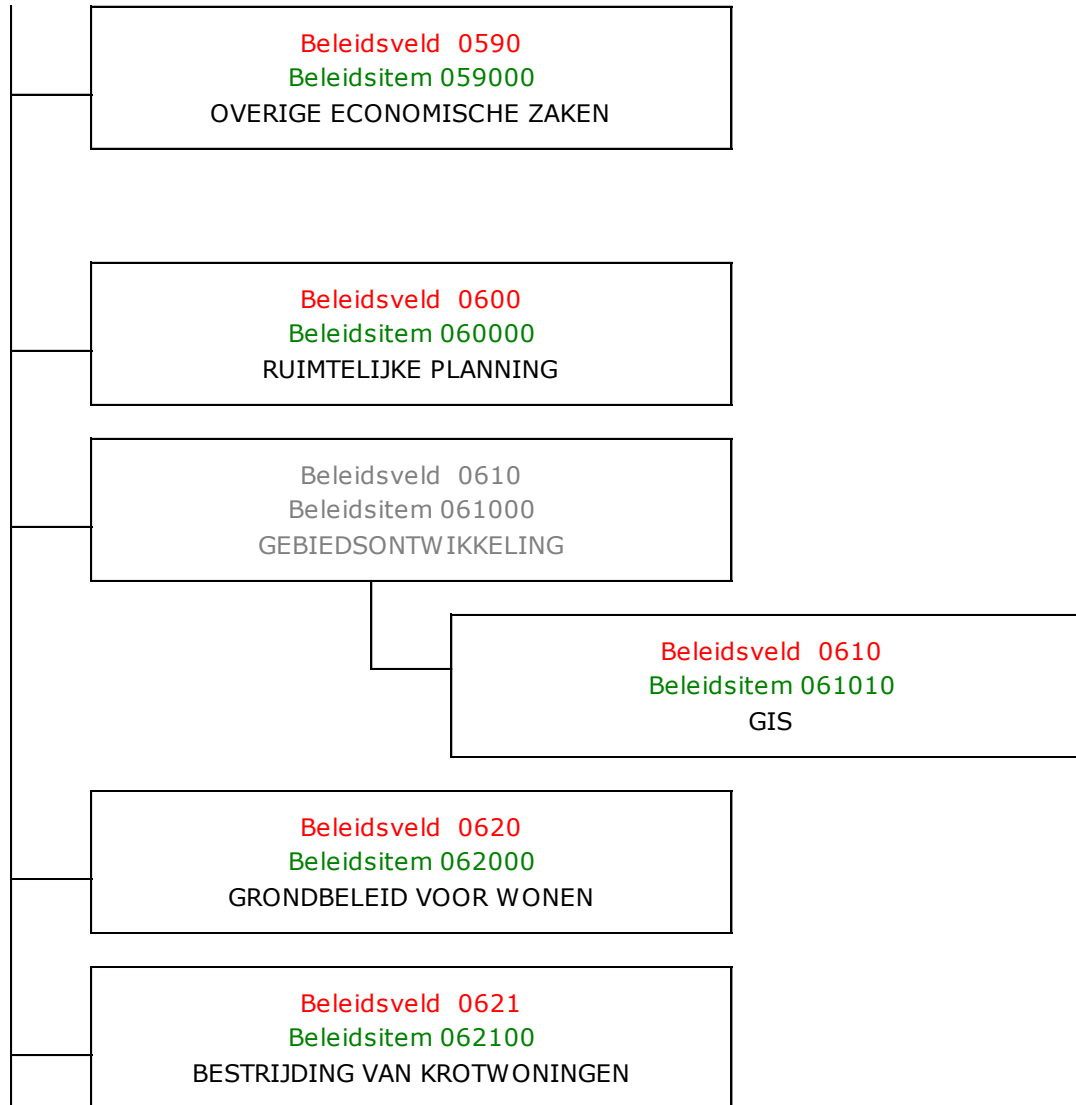 Beleidsveld 0590
Beleidsitem 059000
OVERIGE ECONOMISCHE ZAKEN
Beleidsveld 0600
Beleidsitem 060000
RUIMTELIJKE PLANNING
Beleidsveld 0610
Beleidsitem 061000
GEBIEDSONTWIKKELING
Beleidsveld 0610
Beleidsitem 061010
GIS
Beleidsveld 0620
Beleidsitem 062000
GRONDBELEID VOOR WONEN
Beleidsveld 0621
Beleidsitem 062100
BESTRIJDING VAN KROTWONINGEN